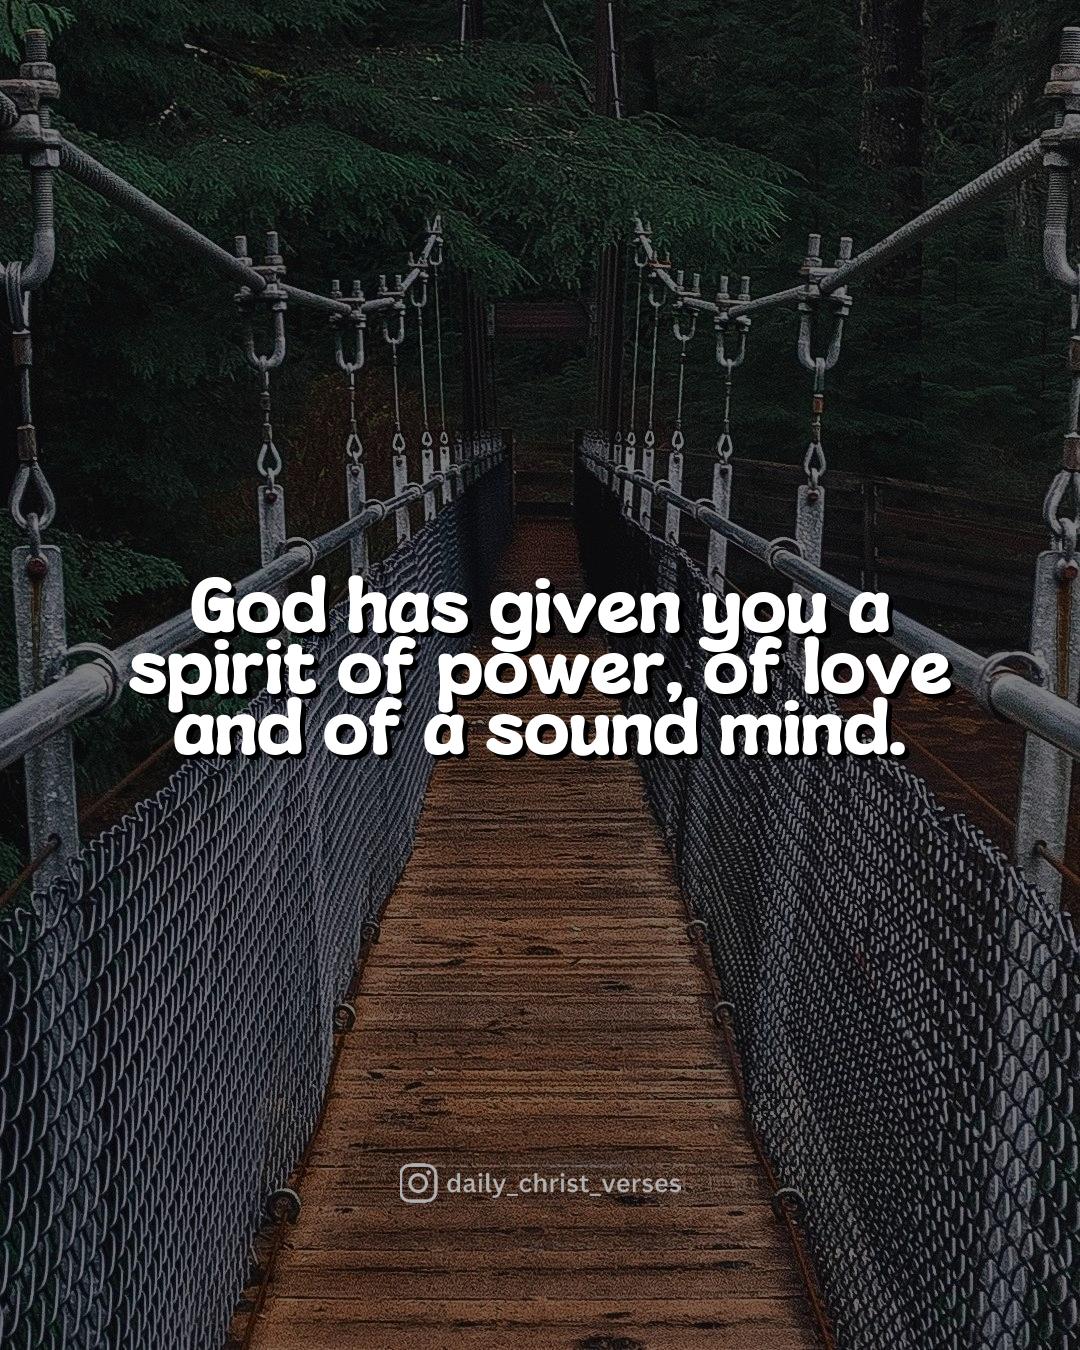 God has given you a
spirit of power, of love
and of a sound mind.
daily_christ_verses